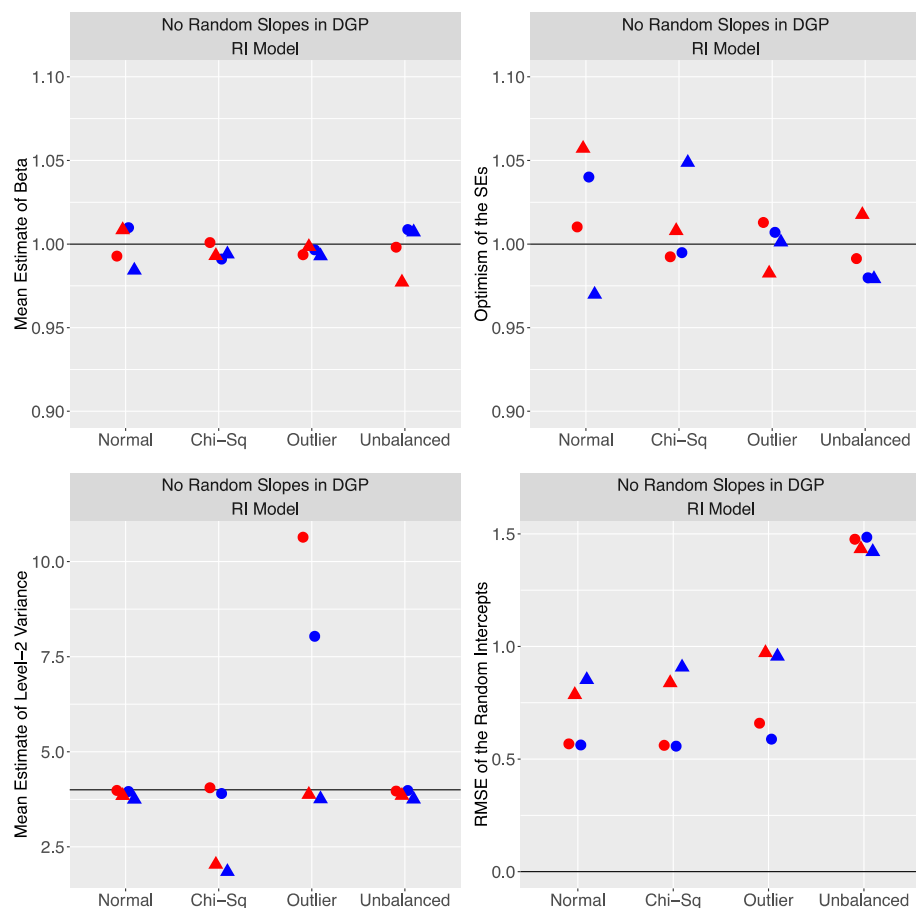 No Random Slopes in DGP
RI Model
Mean Estimate of Beta
1.10
1.05
1.00
0.95
0.90
Normal Chi-Sq Outlier Unbalanced
No Random Slopes in DGP
RI Model
Optimism of the SEs
1.10
1.05
1.00
0.95
0.90
Normal Chi-Sq Outlier Unbalanced
No Random Slopes in DGP
RI Model
Mean Estimate of Level-2 Variance
10.0
7.5
5.0
2.5
Normal Chi-Sq Outlier Unbalanced
No Random Slopes in DGP
RI Model
RMSE of the Random Intercepts
1.5
1.0
0.5
0.0
Normal Chi-Sq Outlier Unbalanced